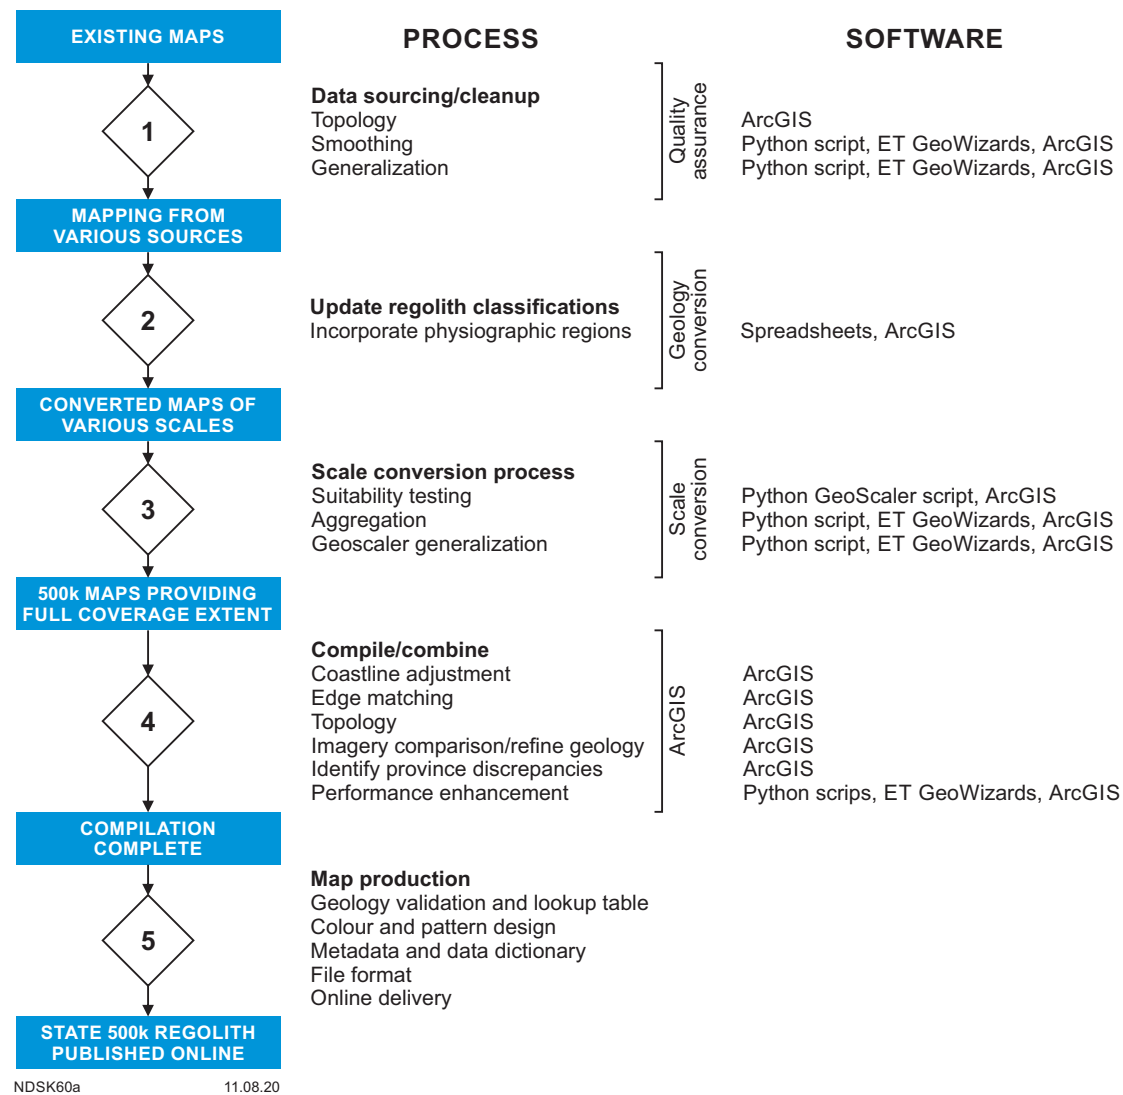 EXISTING MAPS
PROCESS
SOFTWARE
1
Data sourcing/cleanup
Topology
Smoothing
Generalization
Quality
assurance
ArcGIS
Python script, ET GeoWizards, ArcGIS
Python script, ET GeoWizards, ArcGIS
MAPPING FROM
VARIOUS SOURCES
2
Update regolith classifications
Incorporate physiographic regions
Geology
conversion
Spreadsheets, ArcGIS
CONVERTED MAPS OF
VARIOUS SCALES
3
Scale conversion process
Suitability testing
Aggregation
Geoscaler generalization
Scale
conversion
Python GeoScaler script, ArcGIS
Python script, ET GeoWizards, ArcGIS
Python script, ET GeoWizards, ArcGIS
500k MAPS PROVIDING
FULL COVERAGE EXTENT
4
Compile/combine
Coastline adjustment
Edge matching
Topology
Imagery comparison/refine geology
Identify province discrepancies
Performance enhancement
ArcGIS
ArcGIS
ArcGIS
ArcGIS
ArcGIS
ArcGIS
Python scrips, ET GeoWizards, ArcGIS
COMPILATION
COMPLETE
5
Map production
Geology validation and lookup table
Colour and pattern design
Metadata and data dictionary
File format
Online delivery
STATE 500k REGOLITH
PUBLISHED ONLINE
NDSK60a
11.08.20